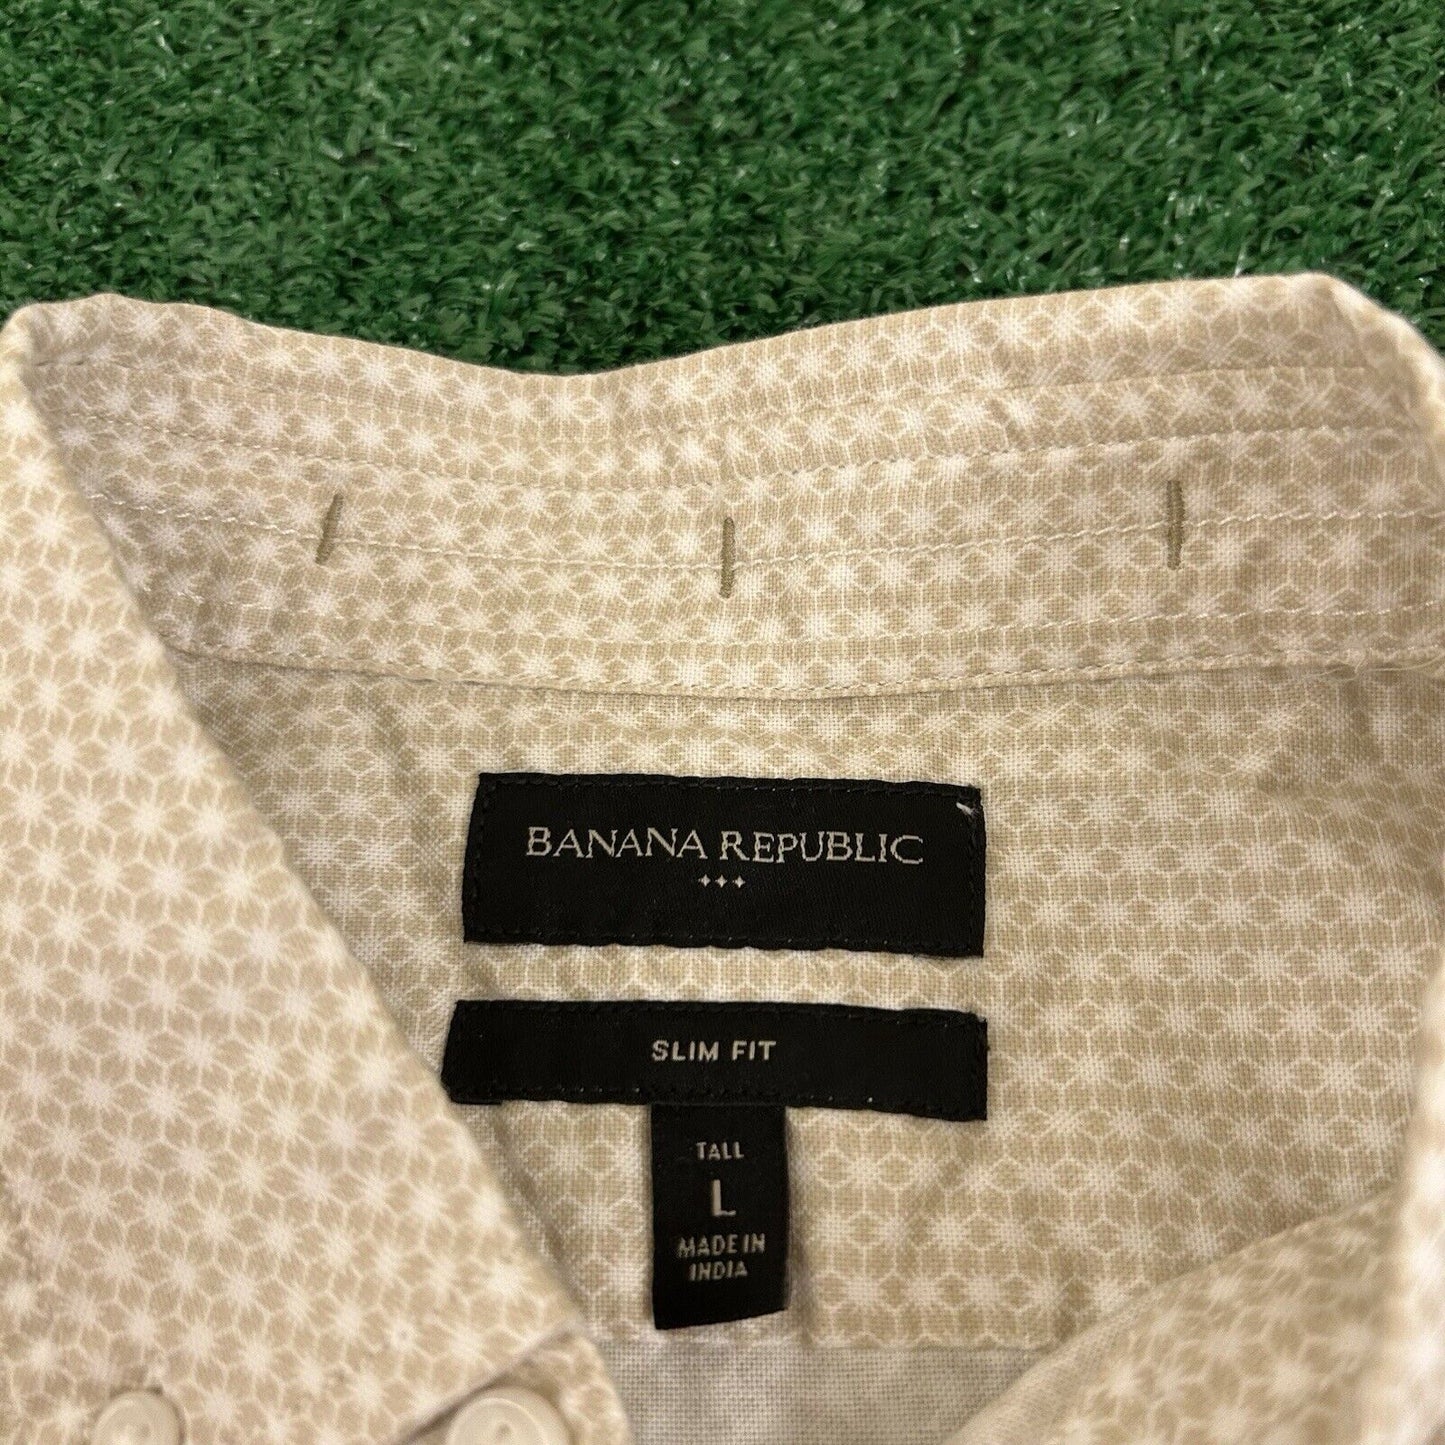 BANANA REPUBLIC
SLIM FIT
TALL
L
MADE IN
INDIA